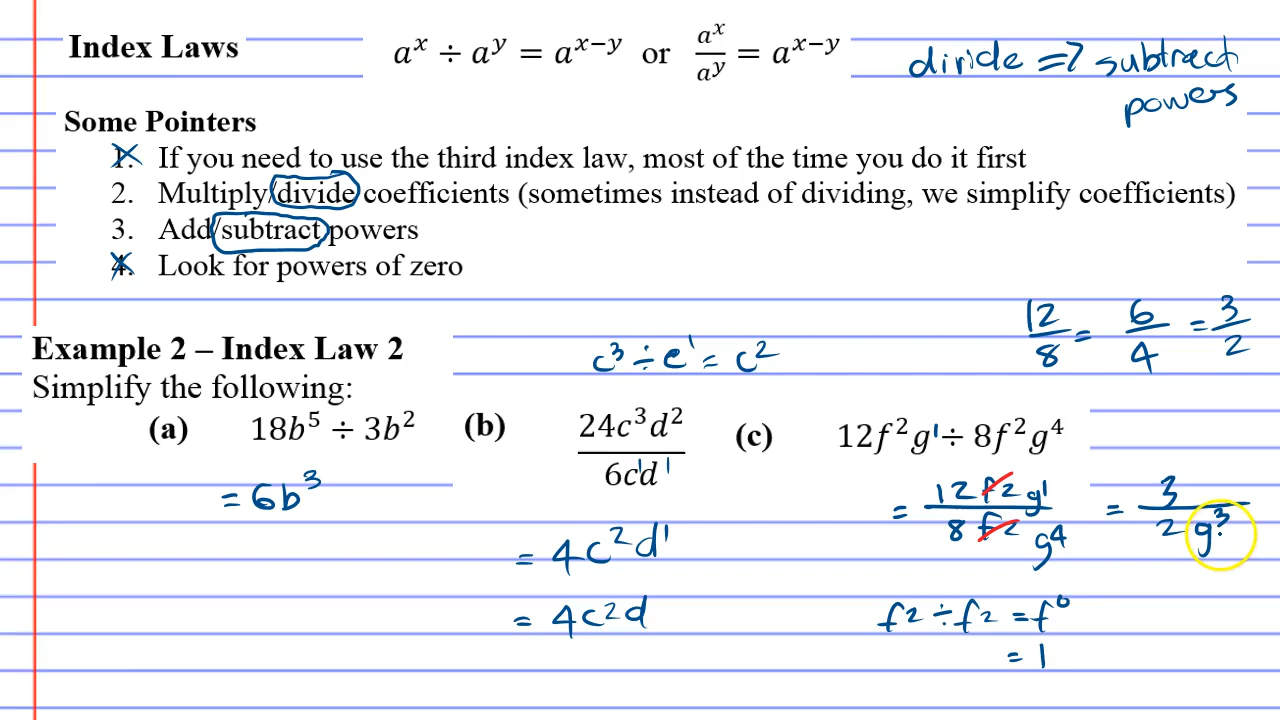 Index Laws a^x ÷ a^y = a^{x−y} or a^x/a^y = a^{x−y} divide => subtract
powers
Some Pointers
1. If you need to use the third index law, most of the time you do it first
2. Multiply/divide coefficients (sometimes instead of dividing, we simplify coefficients)
3. Add/subtract powers
4. Look for powers of zero
12/8 = 6/4 = 3/2
Example 2 – Index Law 2
c³ ÷ c¹ = c²
Simplify the following:
(a) 18b⁵ ÷ 3b²
= 6b³
(b) 24c³d²/6c¹d¹
= 4c²d¹
= 4c²d
(c) 12f²g¹ ÷ 8f²g⁴
= 12f²g¹/8f²g⁴ = 3/2g³
f² ÷ f² = f⁰
= 1